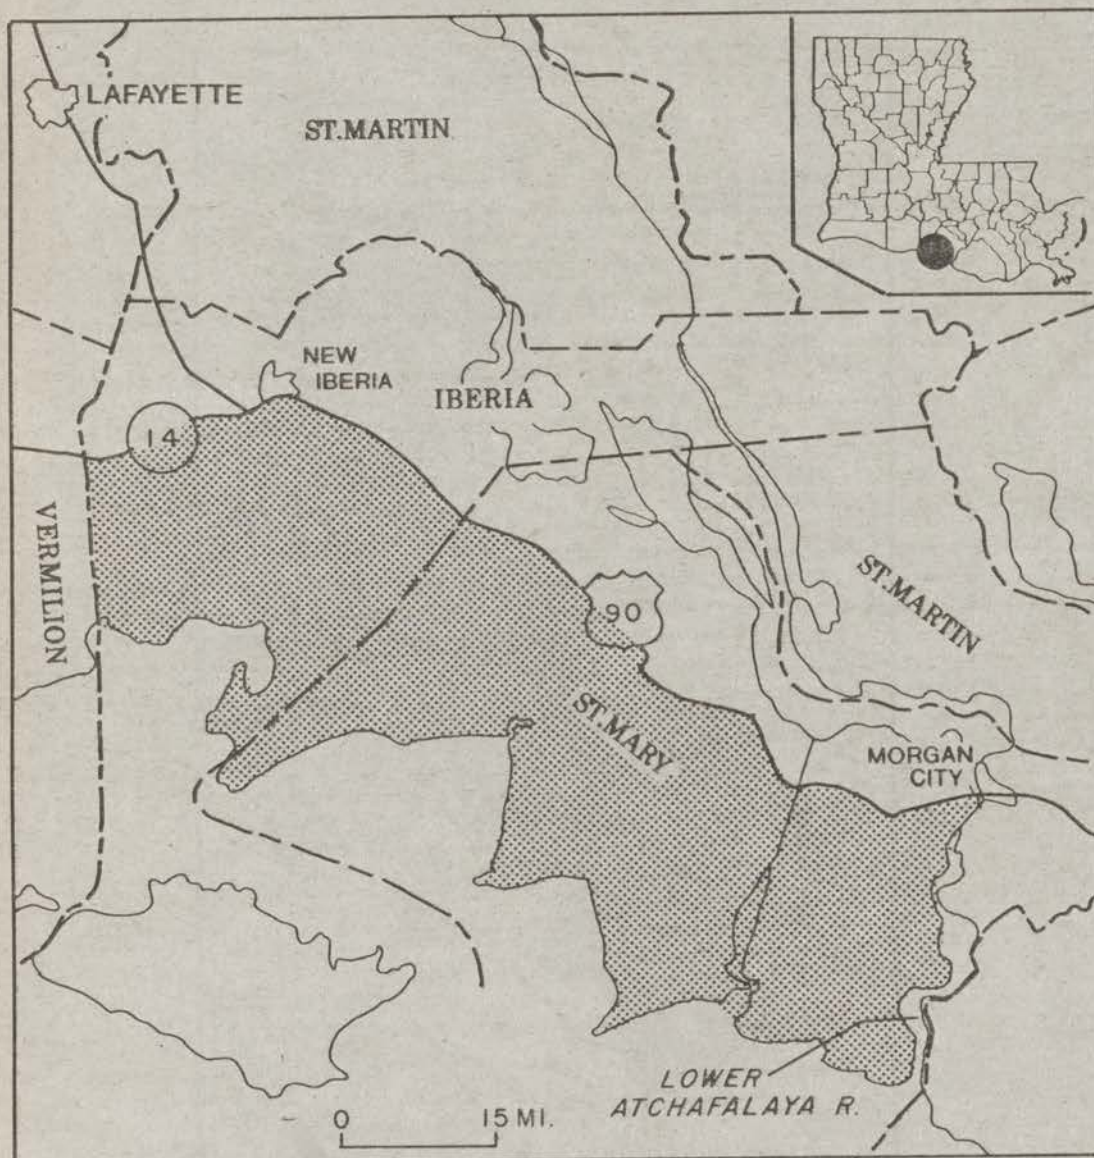 LAFAYETTE
ST.MARTIN
NEW
IBERIA
IBERIA
14
VERMILION
90
ST.MARTIN
ST.MARY
MORGAN
CITY
LOWER
ATCHAFALAYA R.
0 15 MI.